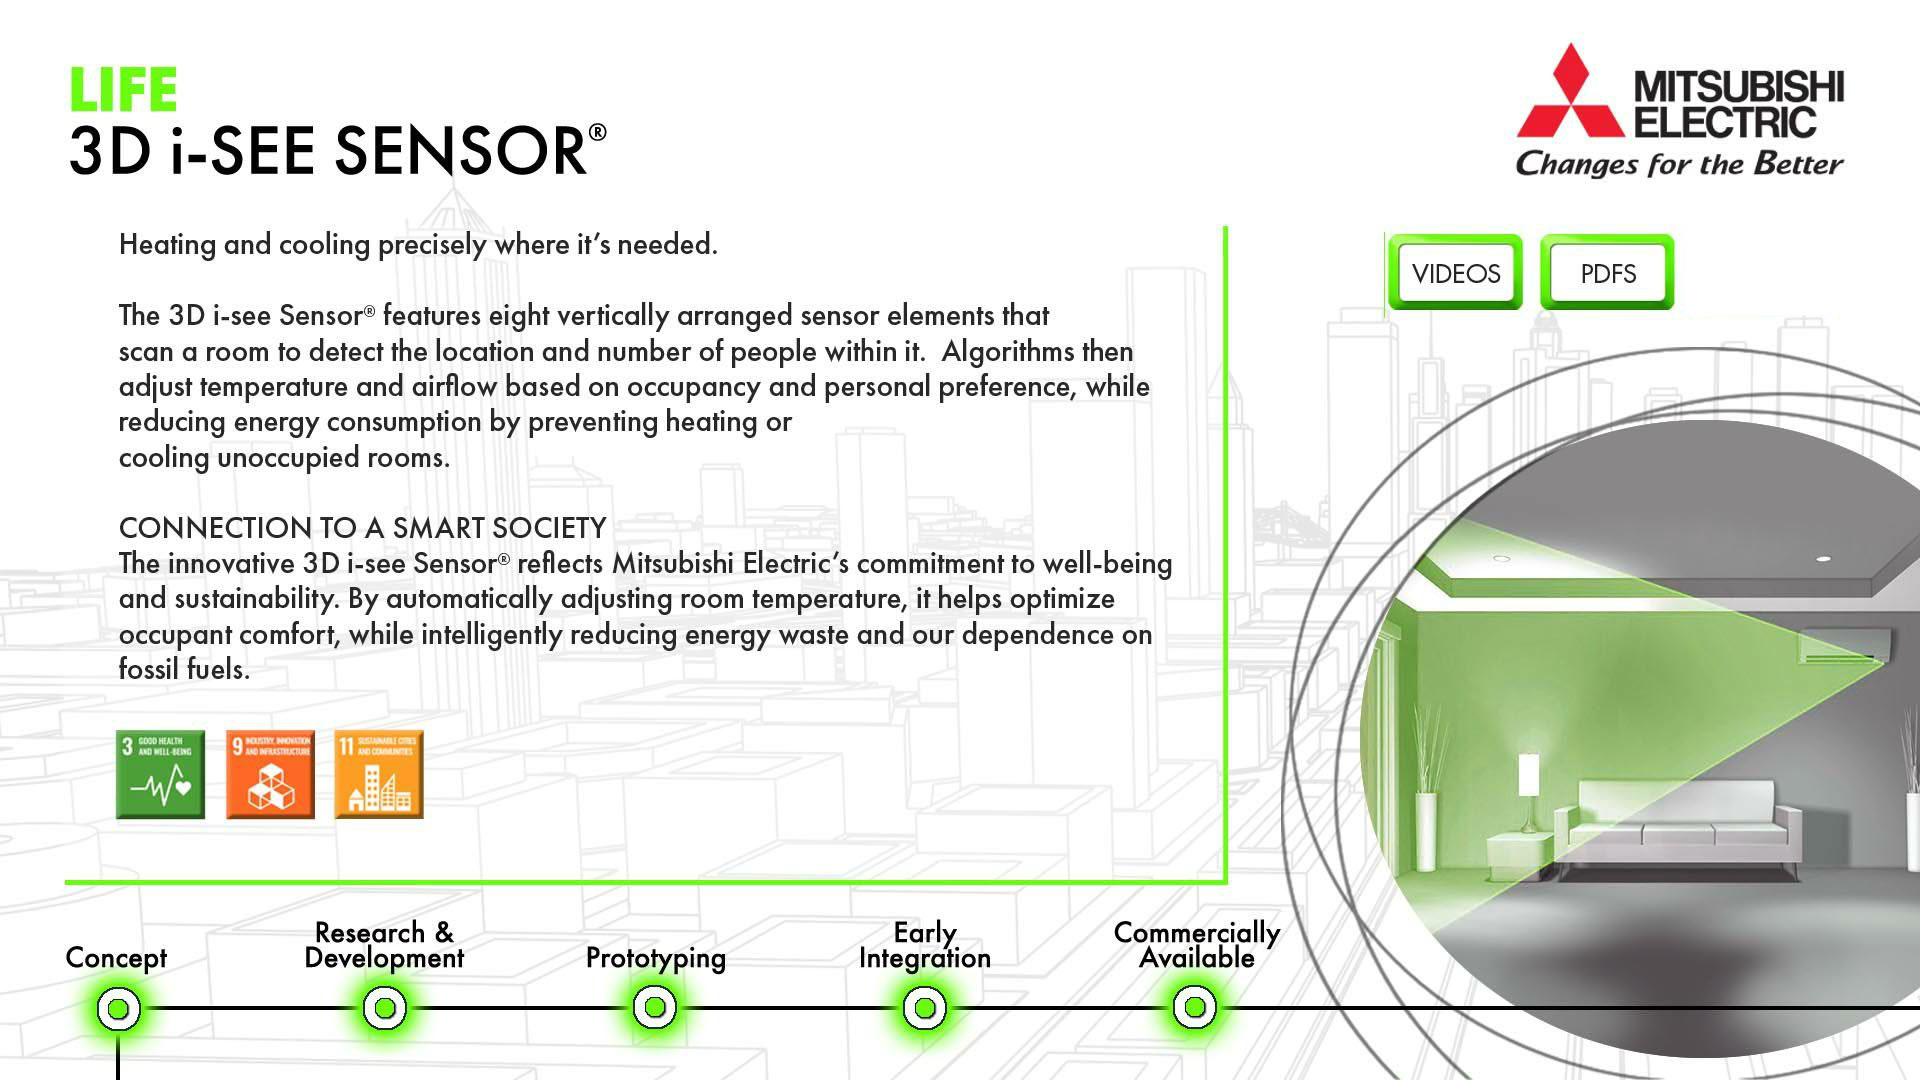 LIFE
3D i-SEE SENSOR®
MITSUBISHI
ELECTRIC
Changes for the Better
Heating and cooling precisely where it’s needed.
The 3D i-see Sensor® features eight vertically arranged sensor elements that
scan a room to detect the location and number of people within it.  Algorithms then
adjust temperature and airflow based on occupancy and personal preference, while
reducing energy consumption by preventing heating or
cooling unoccupied rooms.
CONNECTION TO A SMART SOCIETY
The innovative 3D i-see Sensor® reflects Mitsubishi Electric’s commitment to well-being
and sustainability. By automatically adjusting room temperature, it helps optimize
occupant comfort, while intelligently reducing energy waste and our dependence on
fossil fuels.
VIDEOS
PDFS
3 GOOD HEALTH
AND WELL-BEING
9 INDUSTRY, INNOVATION
AND INFRASTRUCTURE
11 SUSTAINABLE CITIES
AND COMMUNITIES
Concept
Research &
Development
Prototyping
Early
Integration
Commercially
Available